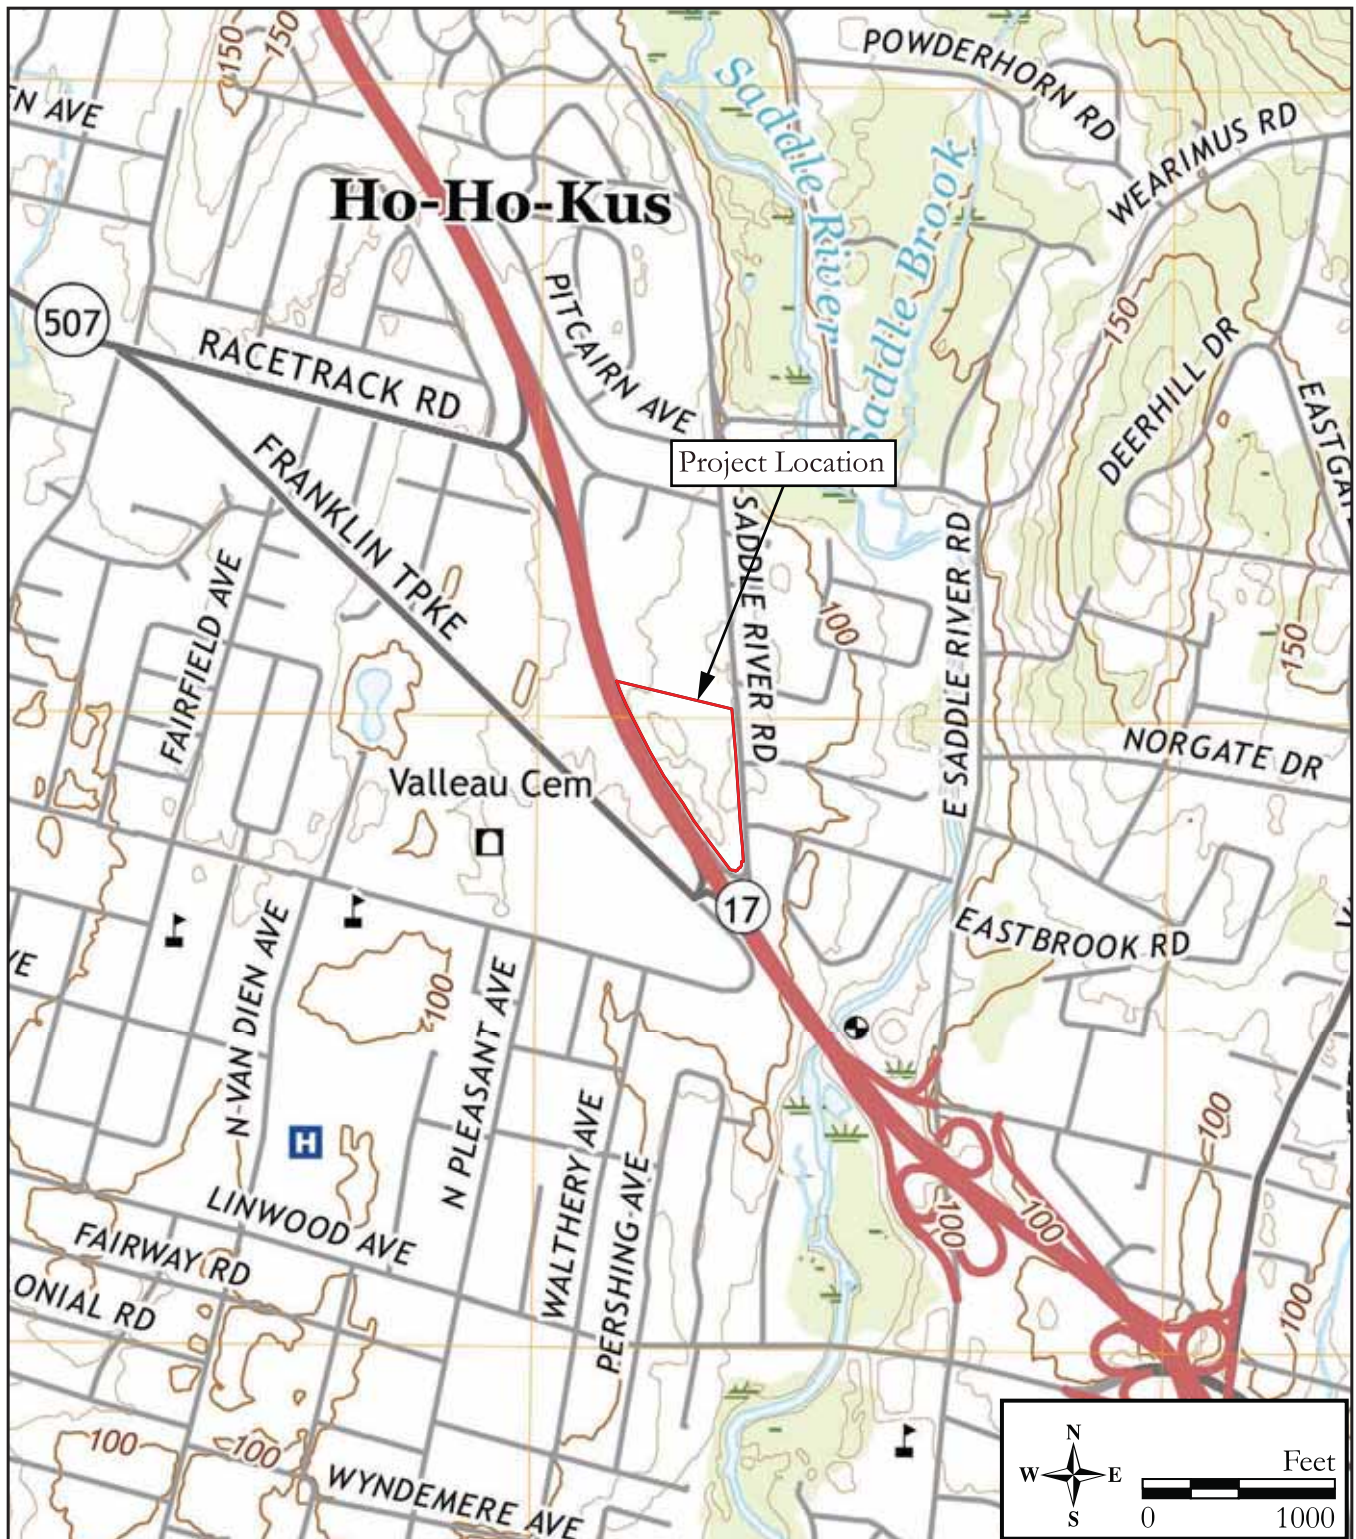 150
150
POWDERHORN RD
EN AVE
Saddle River
Saddle Brook
WEARIMUS RD
Ho-Ho-Kus
PITCAIRN AVE
507
RACETRACK RD
150
DEERHILL DR
EASTGA
FRANKLIN TPKE
Project Location
SADDLE RIVER RD
E SADDLE RIVER RD
FAIRFIELD AVE
100
150
NORGATE DR
Valleau Cem
17
EASTBROOK RD
VE
N VAN DIEN AVE
100
N PLEASANT AVE
H
WALTHERY AVE
PERSHING AVE
100
LINWOOD AVE
100
100
FAIRWAY RD
ONIAL RD
100
100
100
WYNDEMERE AVE
N
W E
S
Feet
0 1000